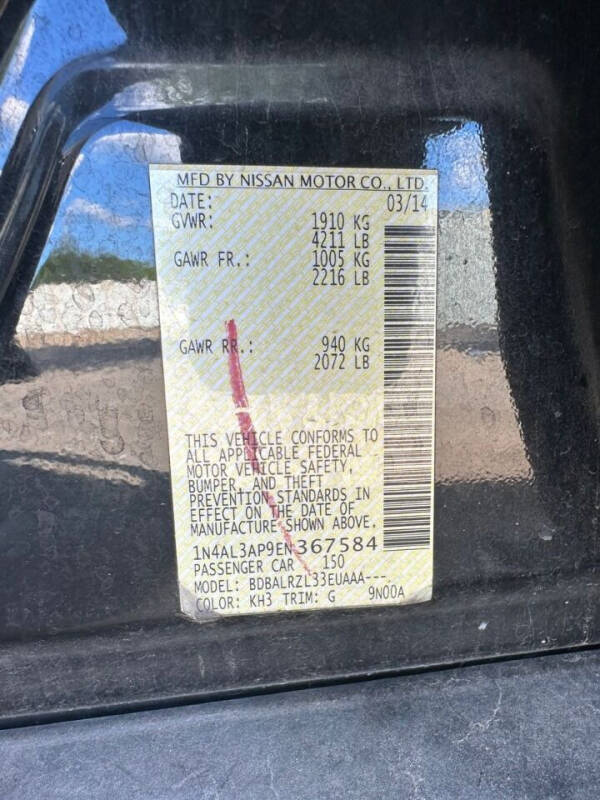 MFD BY NISSAN MOTOR CO., LTD.
DATE: 03/14
GVWR: 1910 KG
4211 LB
GAWR FR.: 1005 KG
2216 LB
GAWR RR.: 940 KG
2072 LB
THIS VEHICLE CONFORMS TO
ALL APPLICABLE FEDERAL
MOTOR VEHICLE SAFETY,
BUMPER, AND THEFT
PREVENTION STANDARDS IN
EFFECT ON THE DATE OF
MANUFACTURE SHOWN ABOVE.
1N4AL3AP9EN367584
PASSENGER CAR 150
MODEL: BDBALRZL33EUAAA---
COLOR: KH3 TRIM: G 9N00A